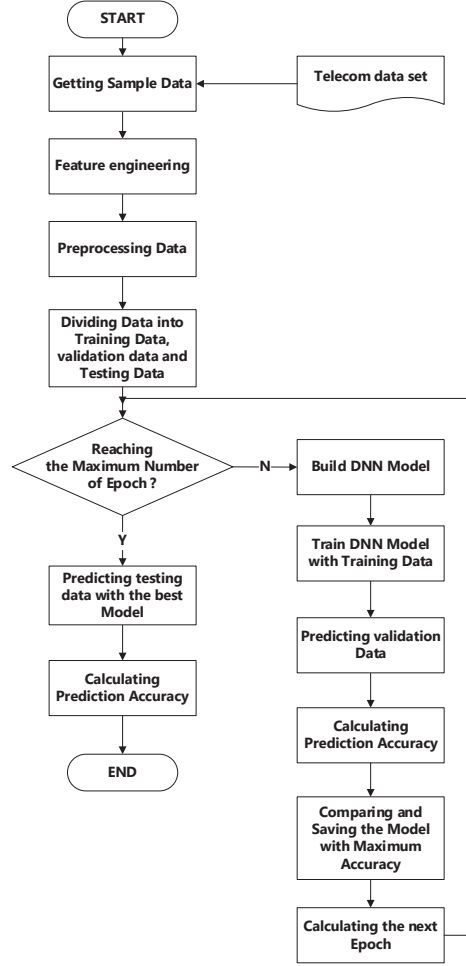 START
Getting Sample Data
Telecom data set
Feature engineering
Preprocessing Data
Dividing Data into
Training Data,
validation data and
Testing Data
Reaching
the Maximum Number
of Epoch?
N
Build DNN Model
Y
Train DNN Model
with Training Data
Predicting testing
data with the best
Model
Predicting validation
Data
Calculating
Prediction Accuracy
Calculating
Prediction Accuracy
END
Comparing and
Saving the Model
with Maximum
Accuracy
Calculating the next
Epoch